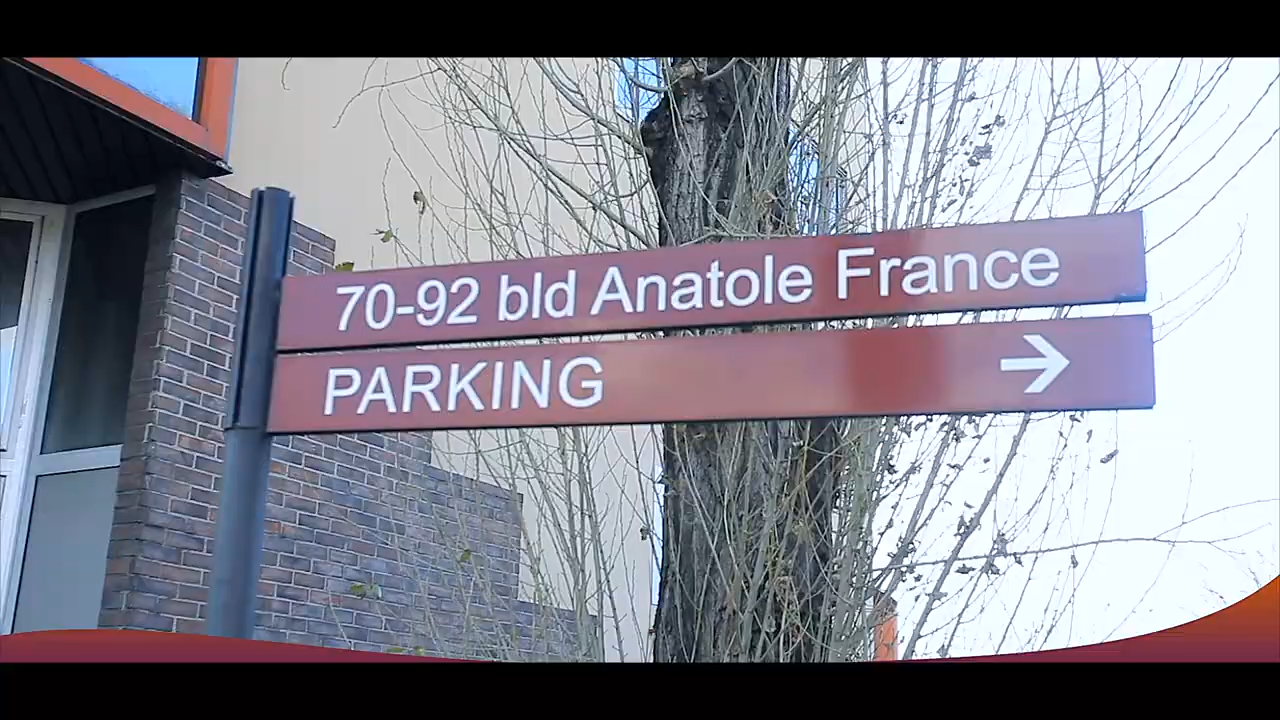 70-92 bld Anatole France
PARKING →